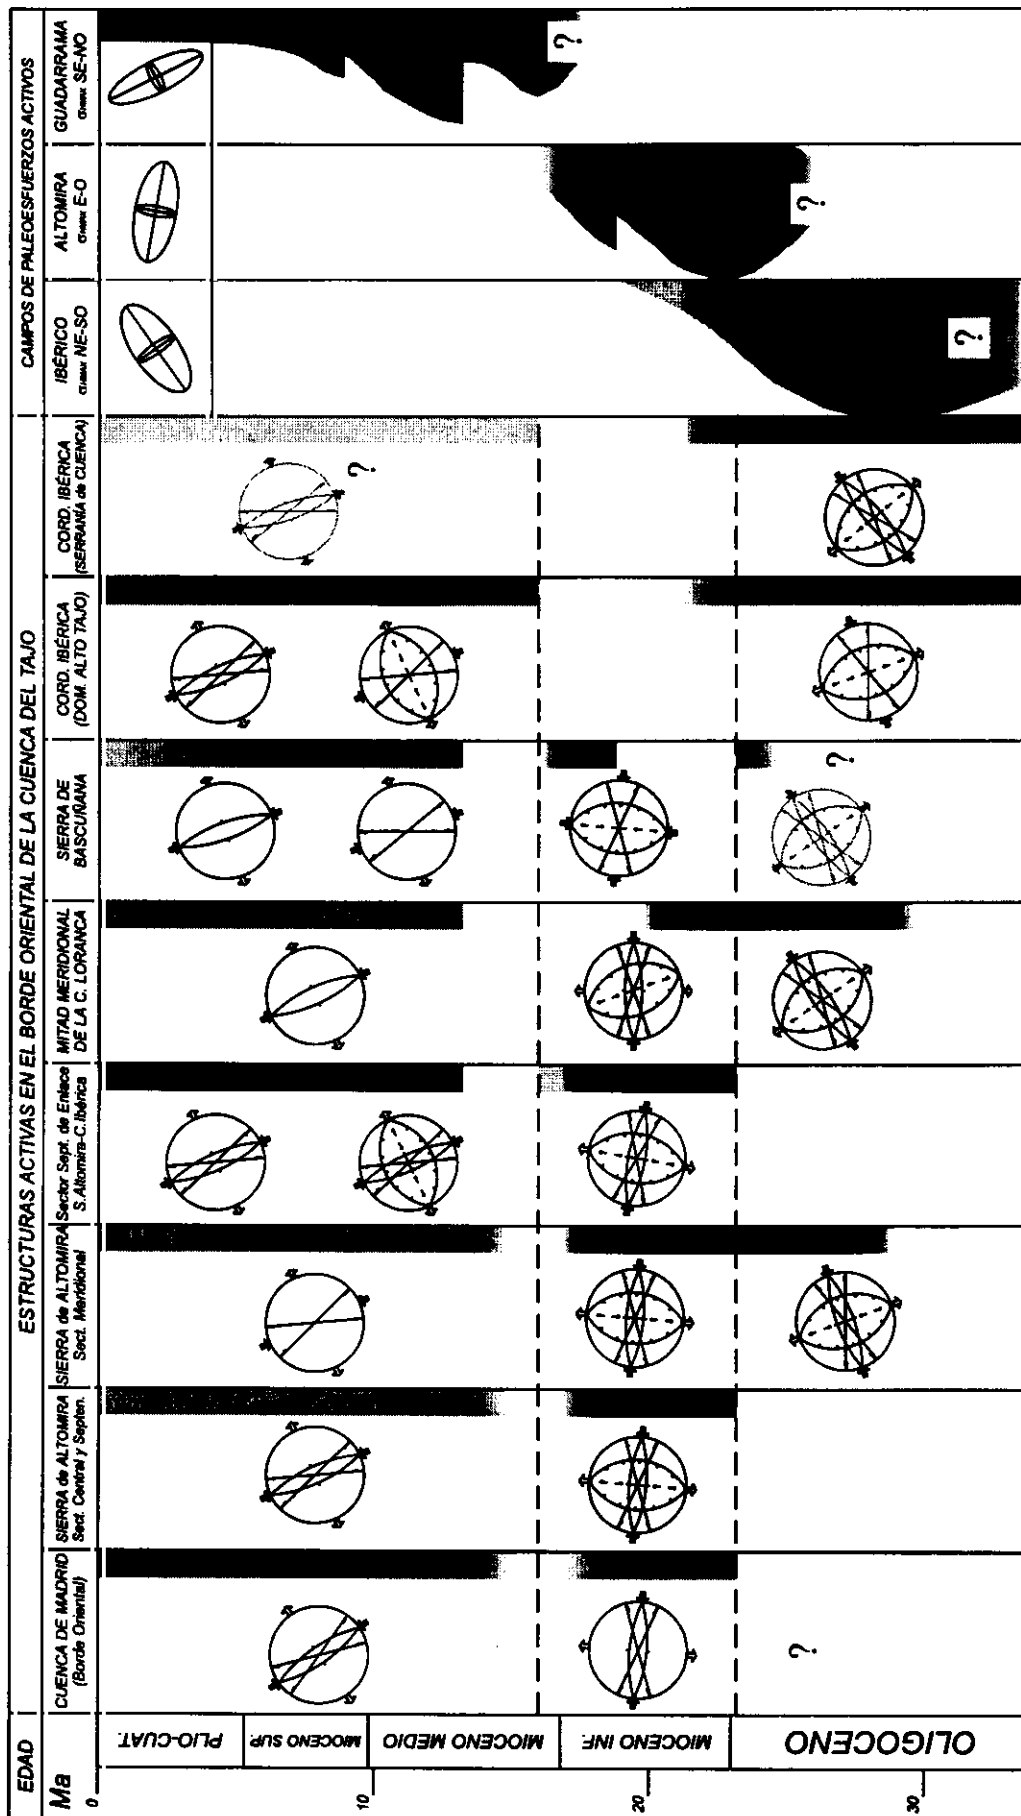 EDAD
ESTRUCTURAS ACTIVAS EN EL BORDE ORIENTAL DE LA CUENCA DEL TAJO
CAMPOS DE PALEOESFUERZOS ACTIVOS
Ma
CUENCA DE MADRID
(Borde Oriental)
SIERRA de ALTOMIRA
Sect. Central y Septen.
SIERRA de ALTOMIRA
Sect. Meridional
Sector Sept. de Enlace
S.Altomira-C.Ibérica
MITAD MERIDIONAL
DE LA C. LORANCA
SIERRA DE
BASCUÑANA
CORD. IBÉRICA
(DOM. ALTO TAJO)
CORD. IBÉRICA
(SERRANÍA de CUENCA)
IBÉRICO
σHMAX NE-SO
ALTOMIRA
σHMAX E-O
GUADARRAMA
σHMAX SE-NO
0
PLIO-CUAT.
MIOCENO SUP.
10
MIOCENO MEDIO
?
?
MIOCENO INF.
20
OLIGOCENO
?
?
?
?
30